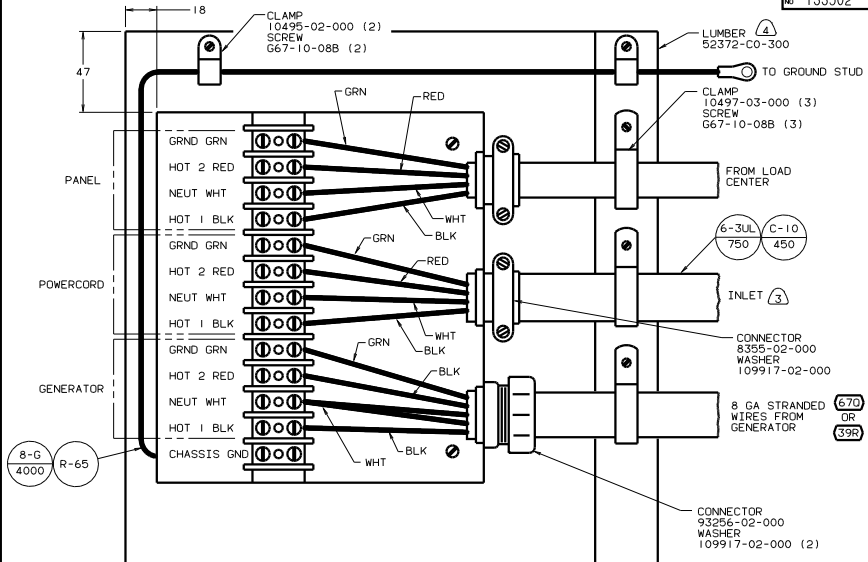 18
CLAMP
10495-02-000 (2)
SCREW
G67-10-08B (2)
NO
LUMBER 4
52372-C0-300
47
TO GROUND STUD
CLAMP
10497-03-000 (3)
SCREW
G67-10-08B (3)
GRN
RED
PANEL
GRND GRN
HOT 2 RED
NEUT WHT
HOT 1 BLK
WHT
BLK
FROM LOAD
CENTER
POWERCORD
GRND GRN
HOT 2 RED
NEUT WHT
HOT 1 BLK
GRN
RED
WHT
BLK
6-3UL
750
C-10
450
INLET 3
CONNECTOR
8355-02-000
WASHER
109917-02-000
GENERATOR
GRND GRN
HOT 2 RED
NEUT WHT
HOT 1 BLK
CHASSIS GND
GRN
BLK
BLK
WHT
8 GA STRANDED
WIRES FROM
GENERATOR
67Q
OR
39R
8-G
4000
R-65
CONNECTOR
93256-02-000
WASHER
109917-02-000 (2)